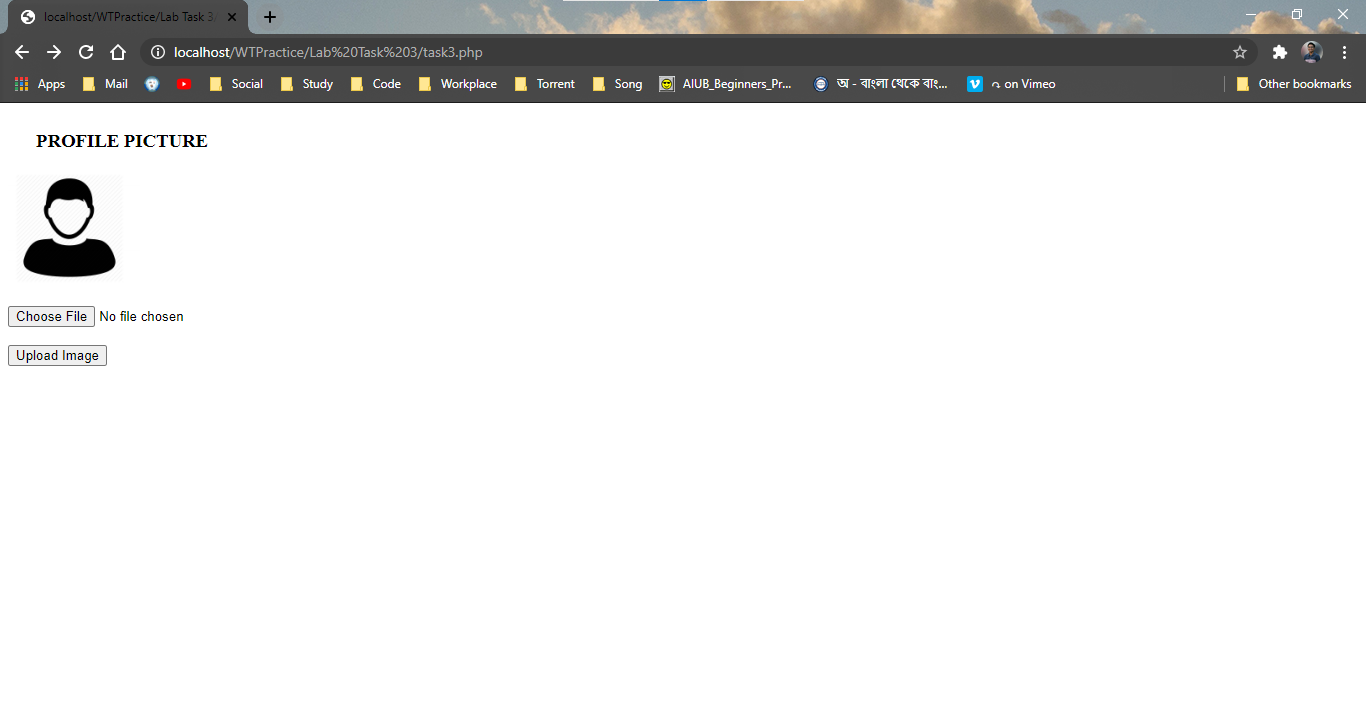 localhost/WTPractice/Lab Task 3
localhost/WTPractice/Lab%20Task%203/task3.php
Apps Mail Social Study Code Workplace Torrent Song AIUB_Beginners_Pr... অ - বাংলা থেকে বাং... on Vimeo Other bookmarks
PROFILE PICTURE
Choose File No file chosen
Upload Image